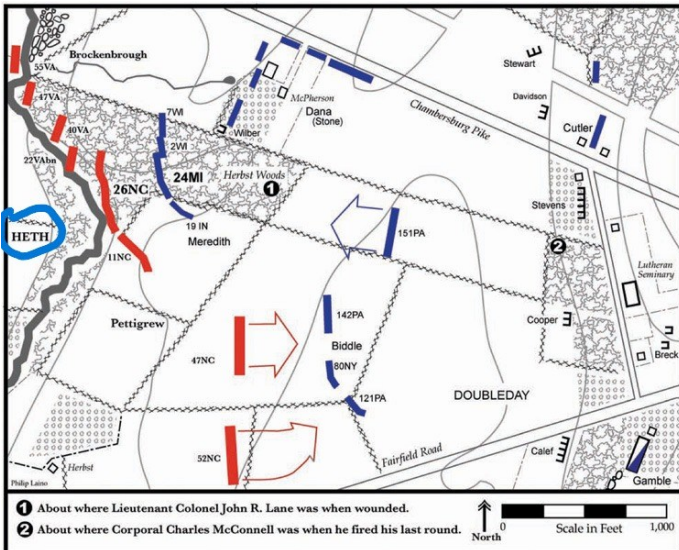 55VA
Brockenbrough
47VA
40VA
22VAbn
26NC
HETH
11NC
7WI
2WI
24MI
19 IN
Meredith
Herbst Woods
1
Wilber
McPherson
Dana
(Stone)
Chambersburg Pike
Stewart
Davidson
Cutler
Stevens
2
Lutheran
Seminary
151PA
Cooper
Breck
Pettigrew
47NC
142PA
Biddle
80NY
121PA
DOUBLEDAY
52NC
Fairfield Road
Calef
Gamble
Herbst
Philip Laino
1 About where Lieutenant Colonel John R. Lane was when wounded.
2 About where Corporal Charles McConnell was when he fired his last round.
North
0 Scale in Feet 1,000